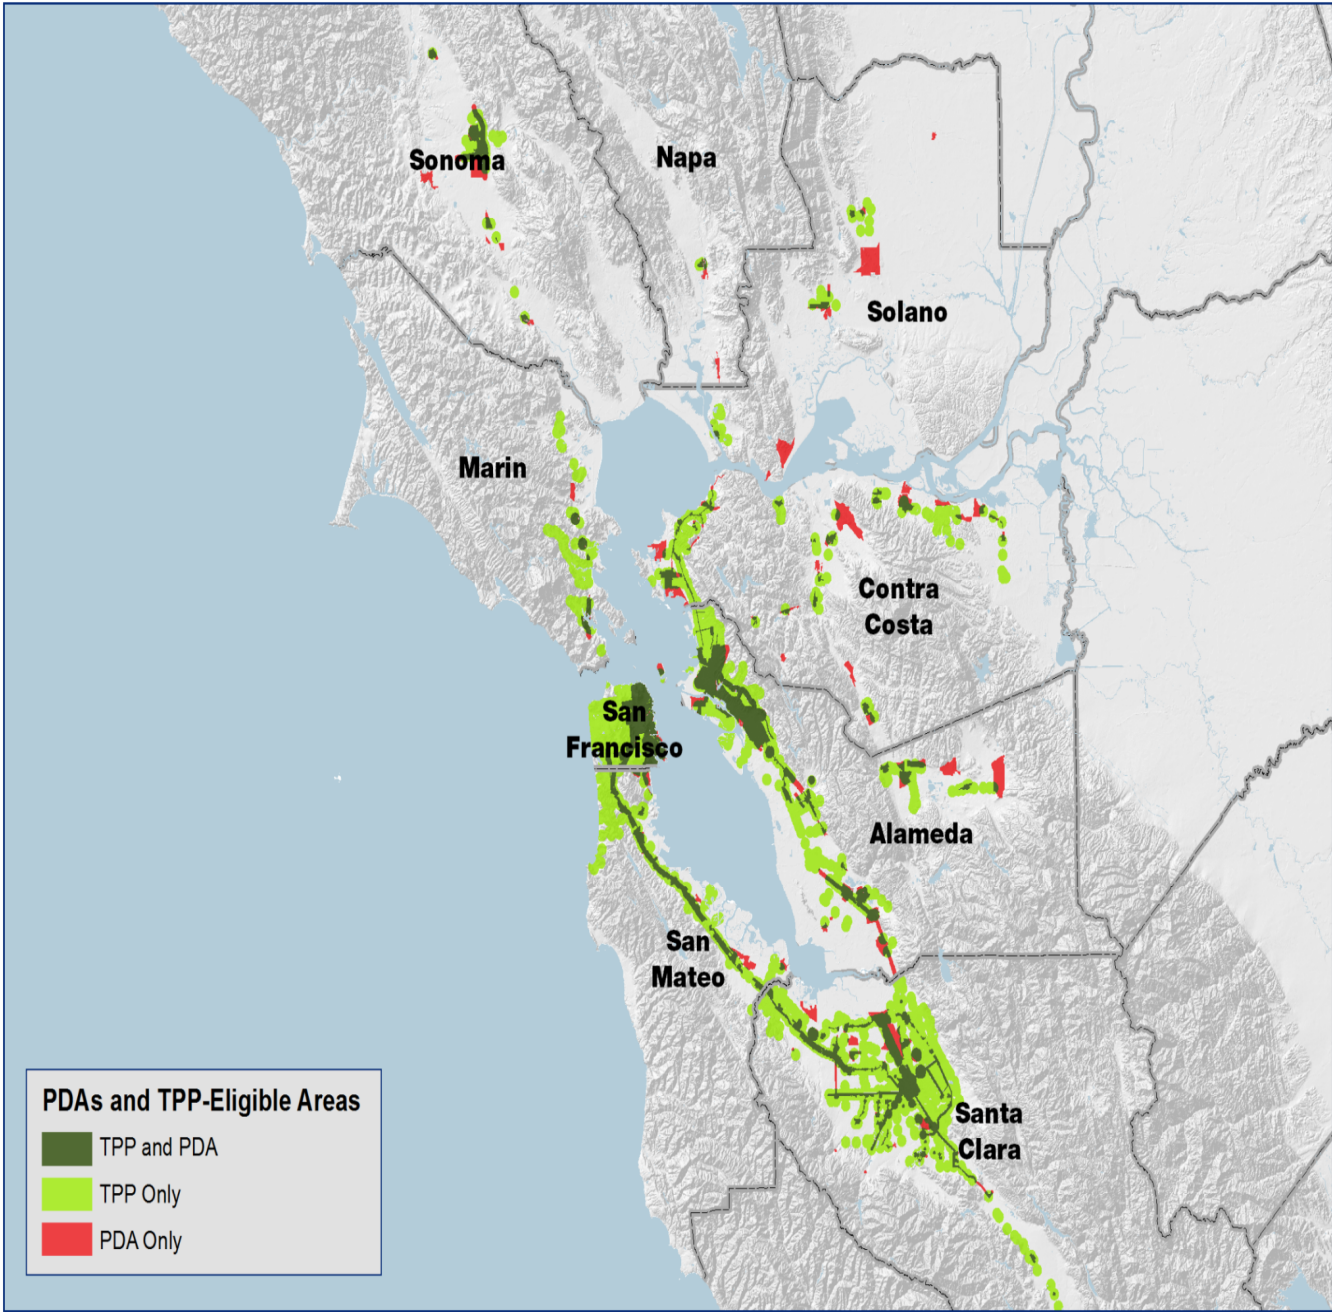 Sonoma
Napa
Solano
Marin
Contra
Costa
San
Francisco
Alameda
San
Mateo
Santa
Clara
PDAs and TPP-Eligible Areas
TPP and PDA
TPP Only
PDA Only